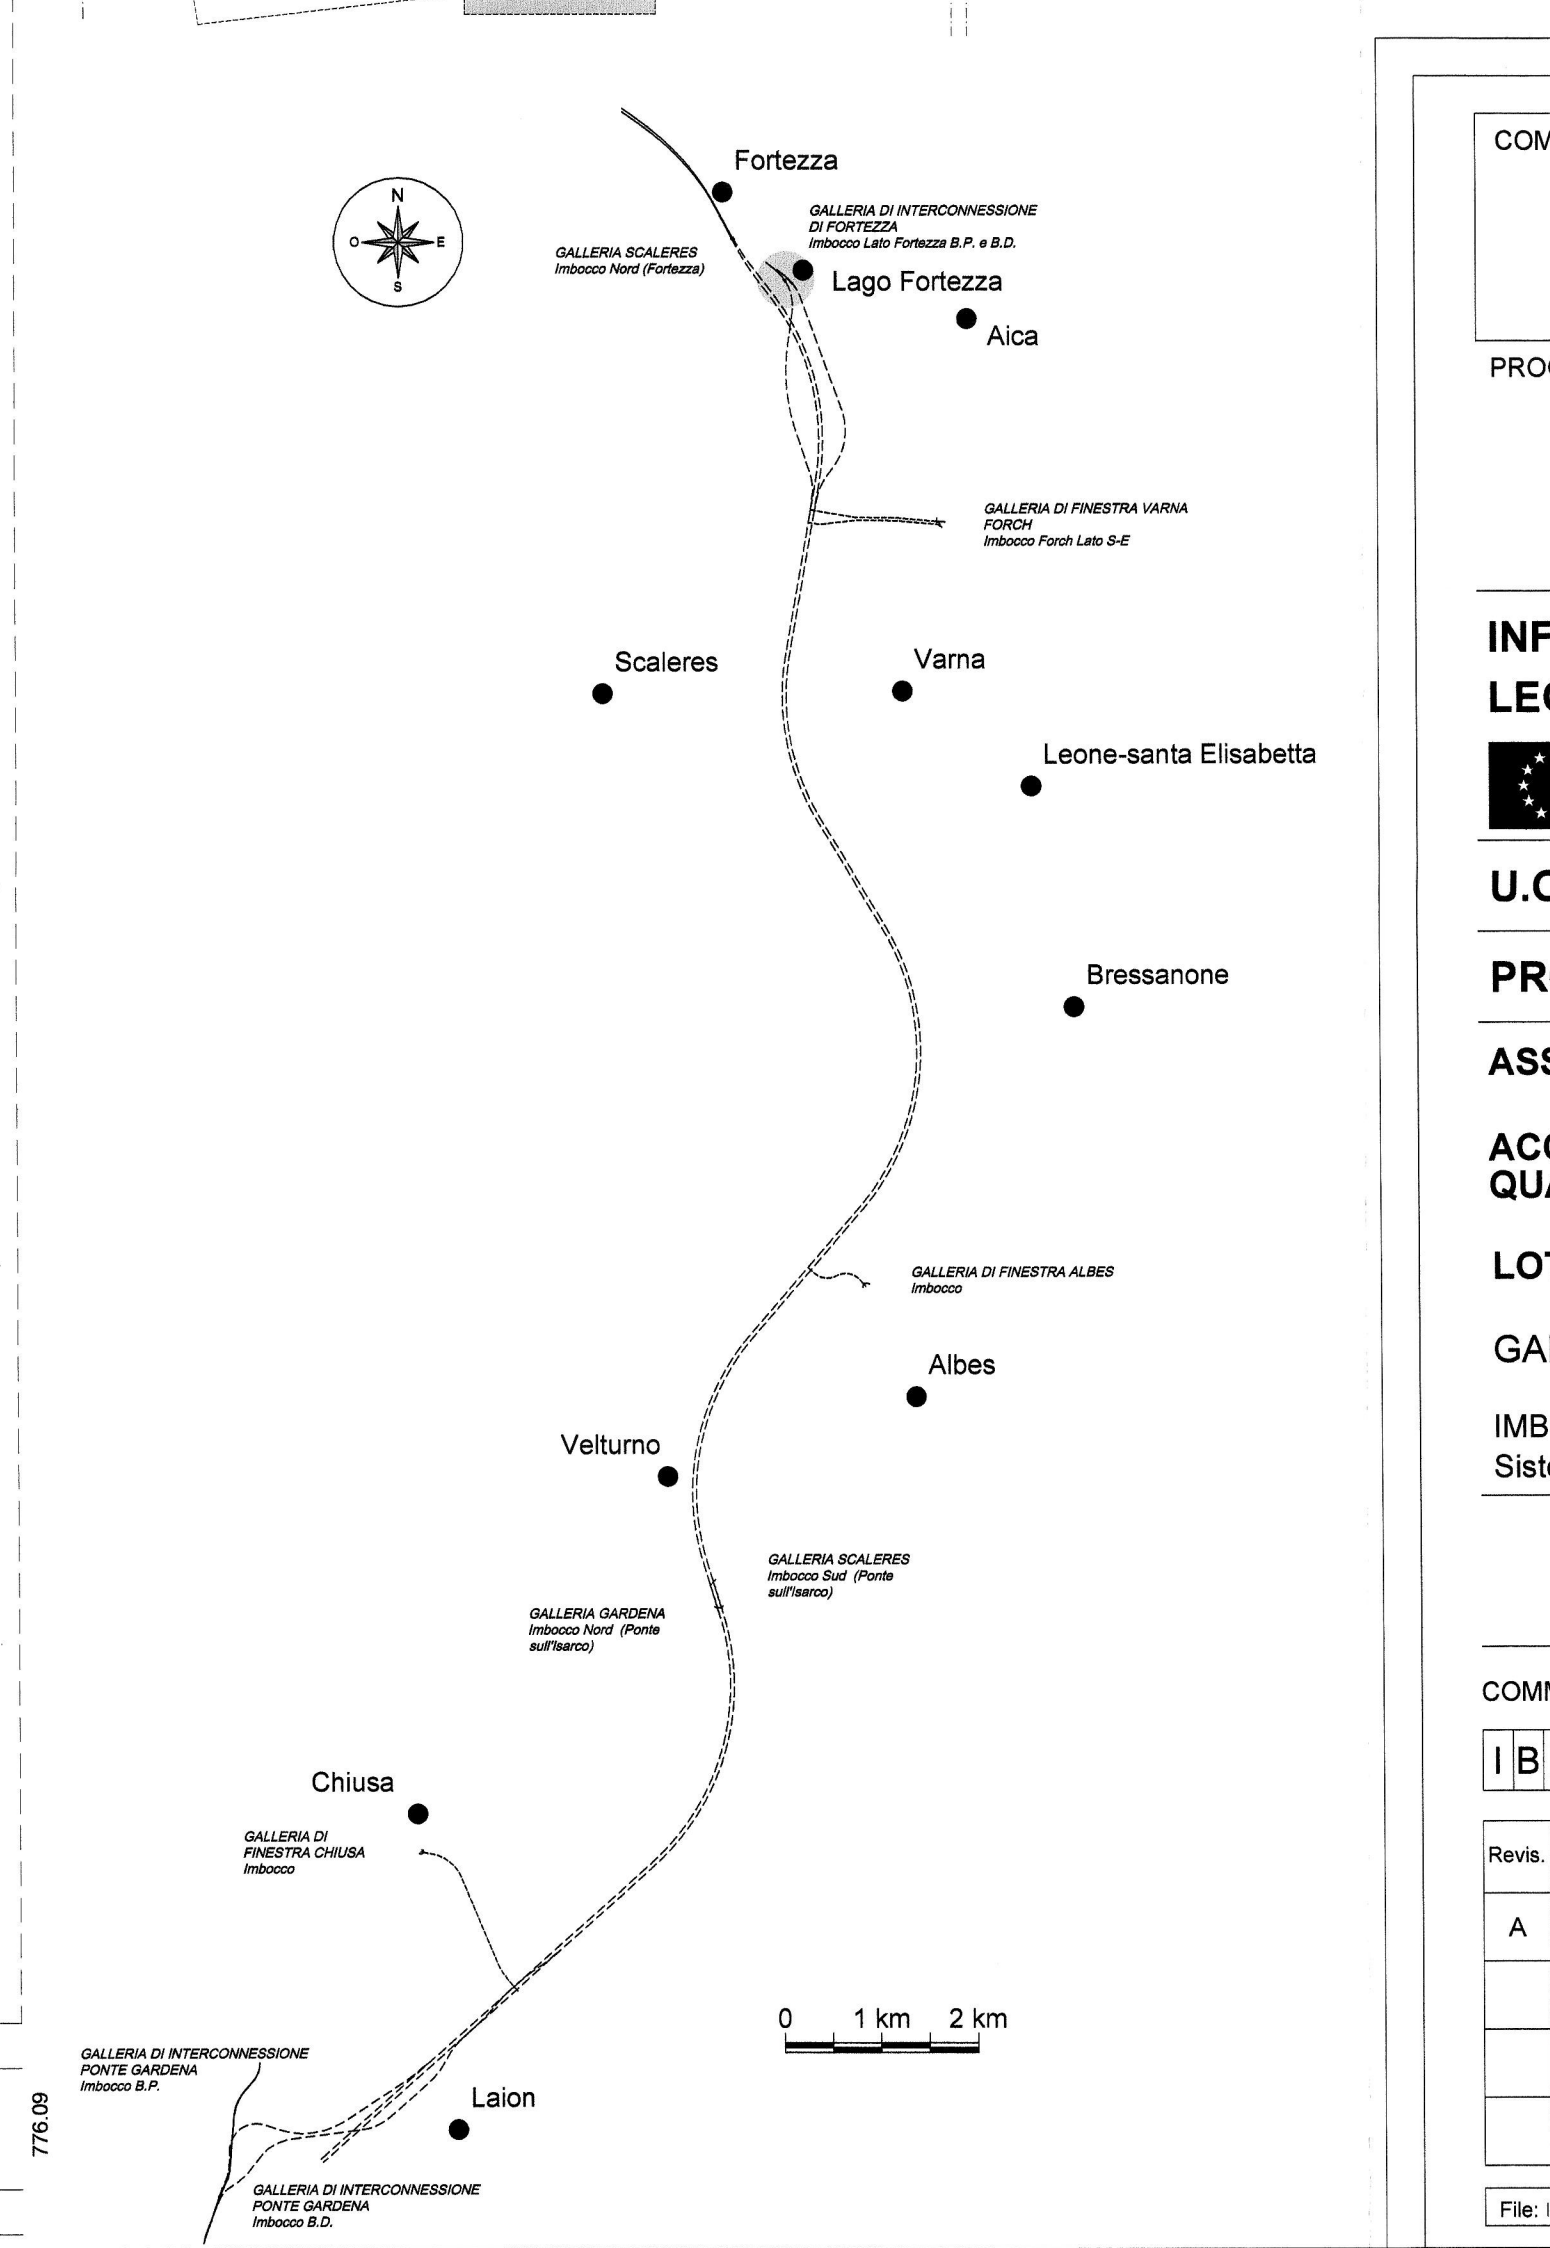 Fortezza
N
O
E
S
GALLERIA SCALERES
Imbocco Nord (Fortezza)
GALLERIA DI INTERCONNESSIONE
DI FORTEZZA
Imbocco Lato Fortezza B.P. e B.D.
Lago Fortezza
Aica
GALLERIA DI FINESTRA VARNA
FORCH
Imbocco Forch Lato S-E
Scaleres
Varna
Leone-santa Elisabetta
Bressanone
GALLERIA DI FINESTRA ALBES
Imbocco
Albes
Velturno
GALLERIA SCALERES
Imbocco Sud (Ponte
sull'Isarco)
GALLERIA GARDENA
Imbocco Nord (Ponte
sull'Isarco)
Chiusa
GALLERIA DI
FINESTRA CHIUSA
Imbocco
0 1 km 2 km
GALLERIA DI INTERCONNESSIONE
PONTE GARDENA
Imbocco B.P.
Laion
GALLERIA DI INTERCONNESSIONE
PONTE GARDENA
Imbocco B.D.
776.09
COM
PRO
INF
LE
U.
PR
ASS
ACC
QUA
LOT
GA
IMB
Sist
COM
I B
Revis.
A
File: